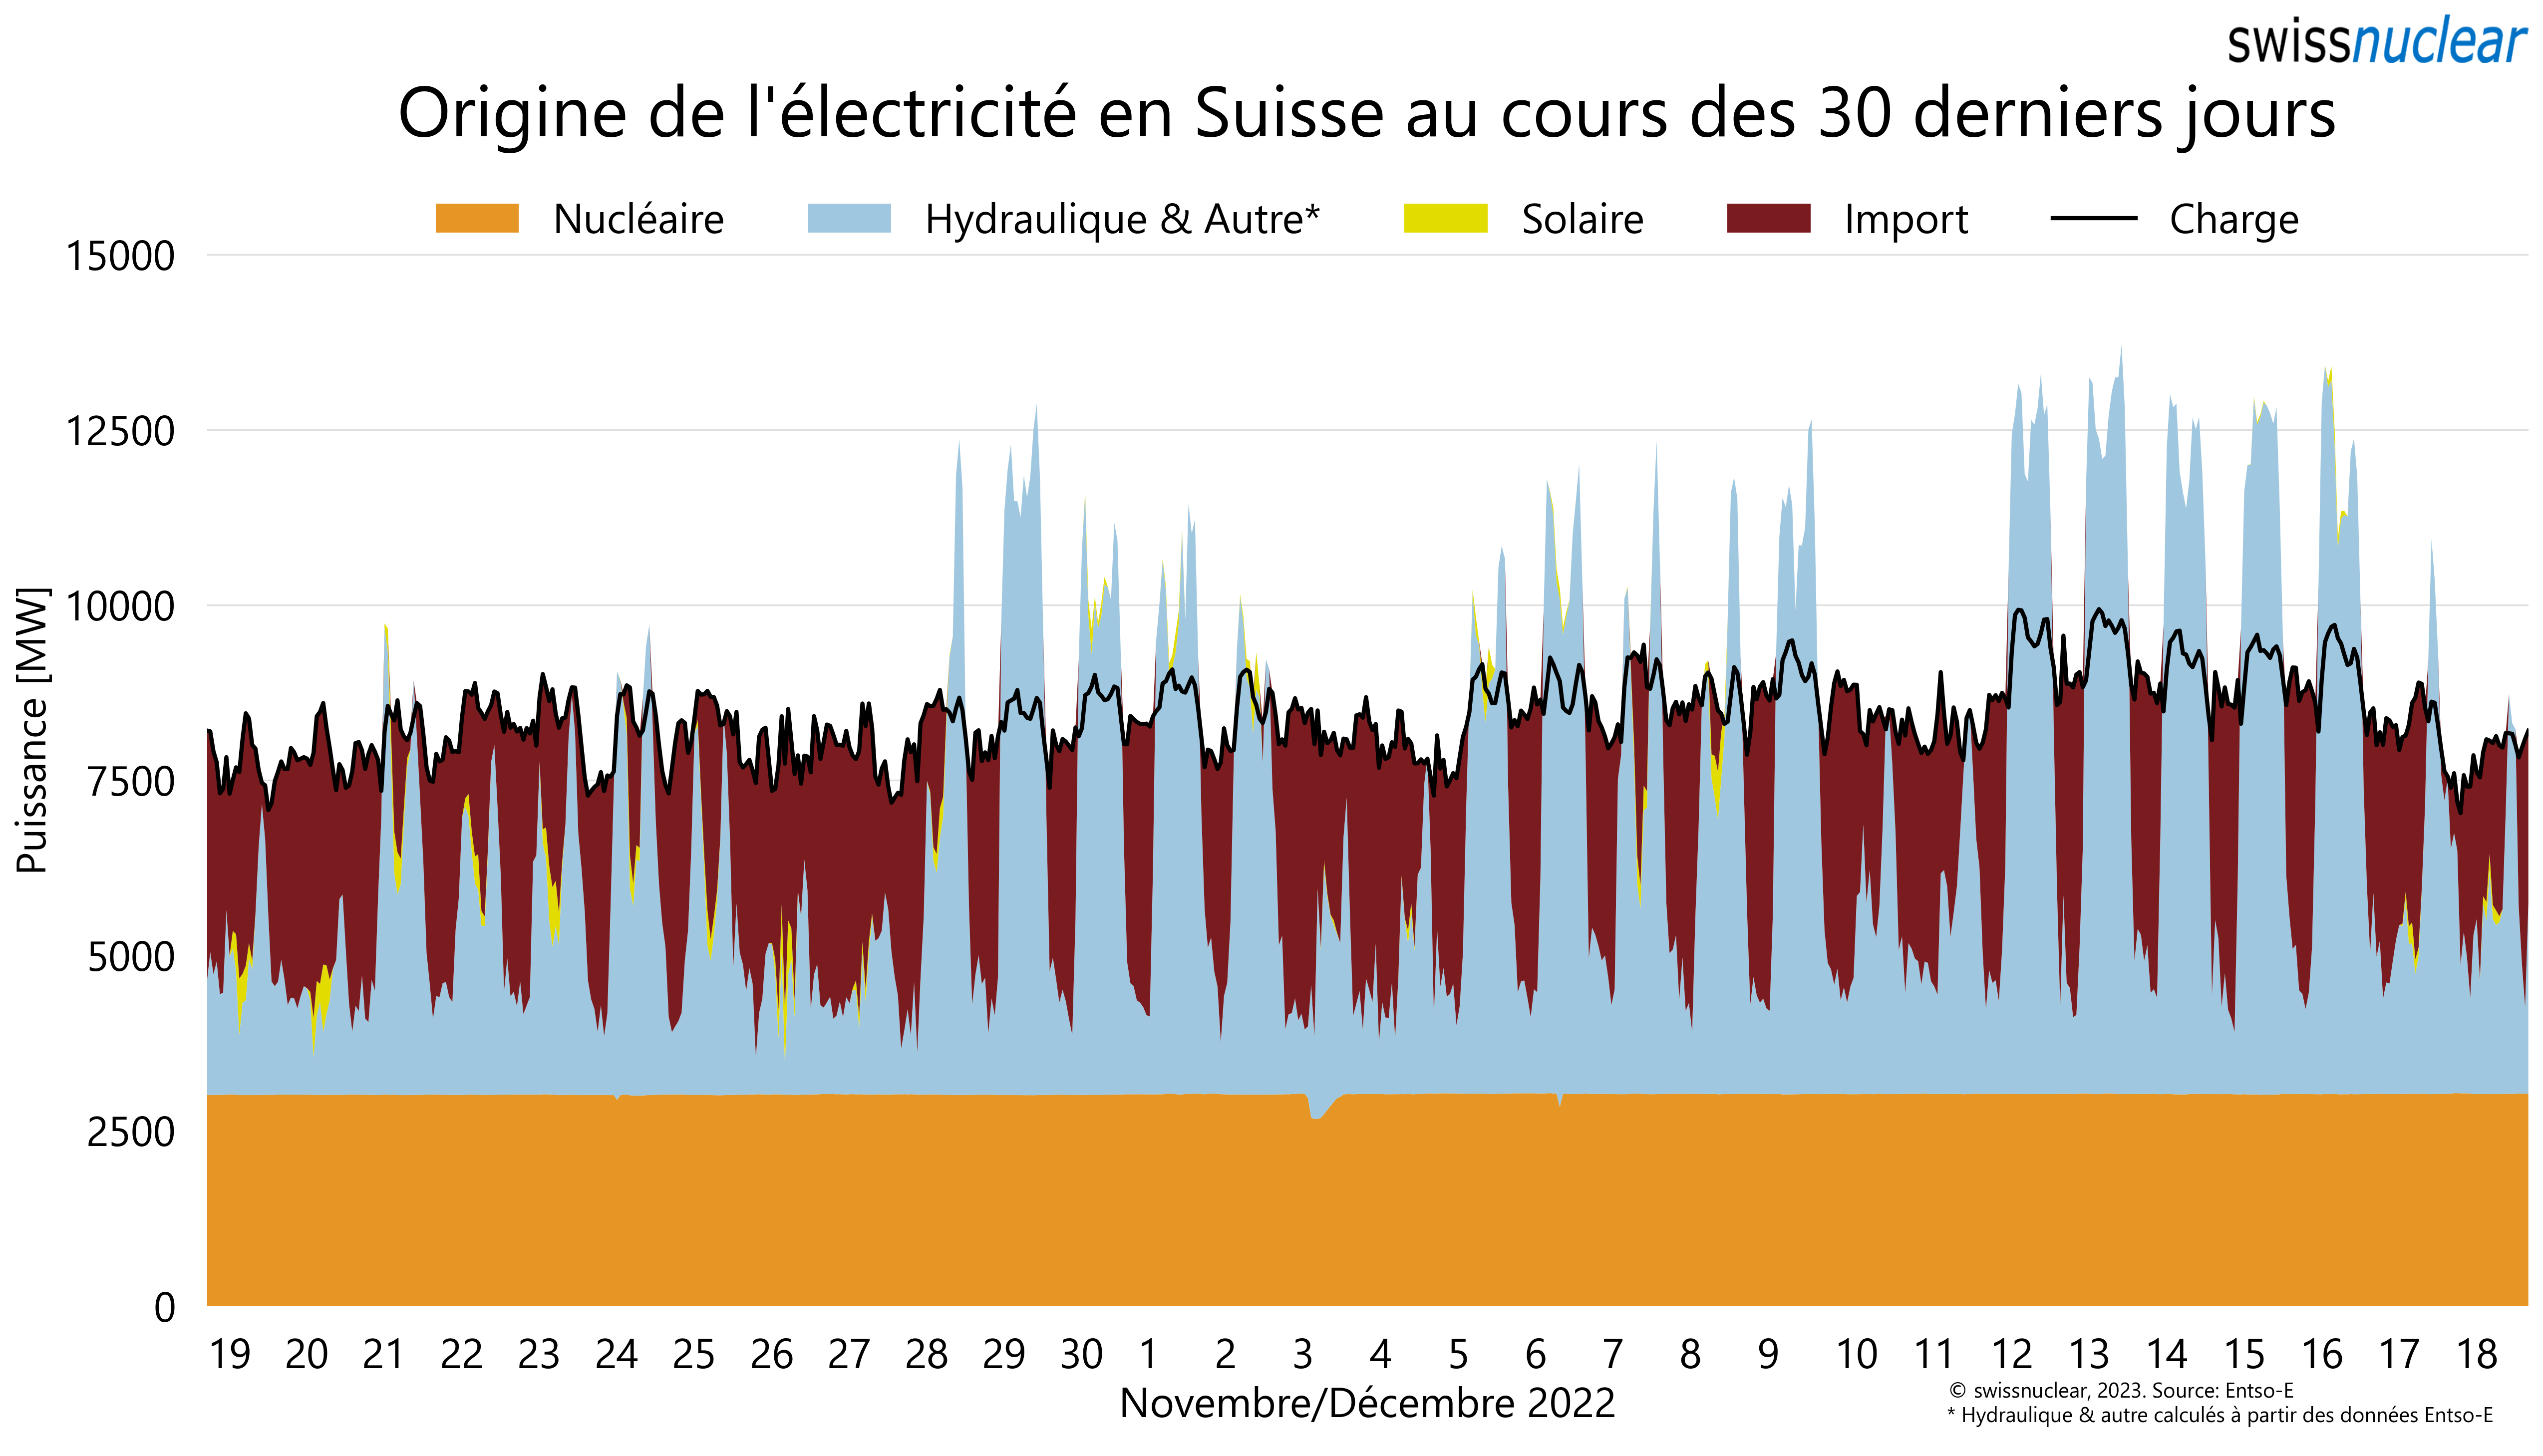 swissnuclear
Origine de l'électricité en Suisse au cours des 30 derniers jours
Nucléaire Hydraulique & Autre* Solaire Import Charge
15000
12500
10000
7500
5000
2500
0
Puissance [MW]
19 20 21 22 23 24 25 26 27 28 29 30 1 2 3 4 5 6 7 8 9 10 11 12 13 14 15 16 17 18
Novembre/Décembre 2022
© swissnuclear, 2023. Source: Entso-E
* Hydraulique & autre calculés à partir des données Entso-E